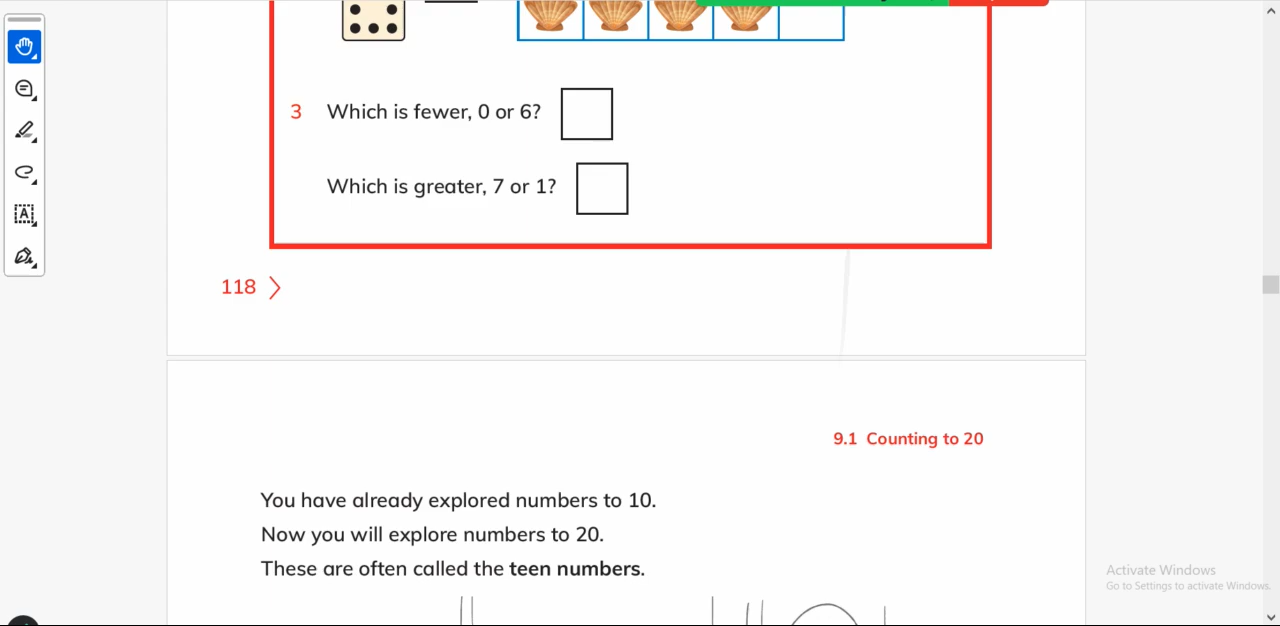 3 Which is fewer, 0 or 6?
Which is greater, 7 or 1?
118
9.1 Counting to 20
You have already explored numbers to 10.
Now you will explore numbers to 20.
These are often called the teen numbers.
Activate Windows
Go to Settings to activate Windows.